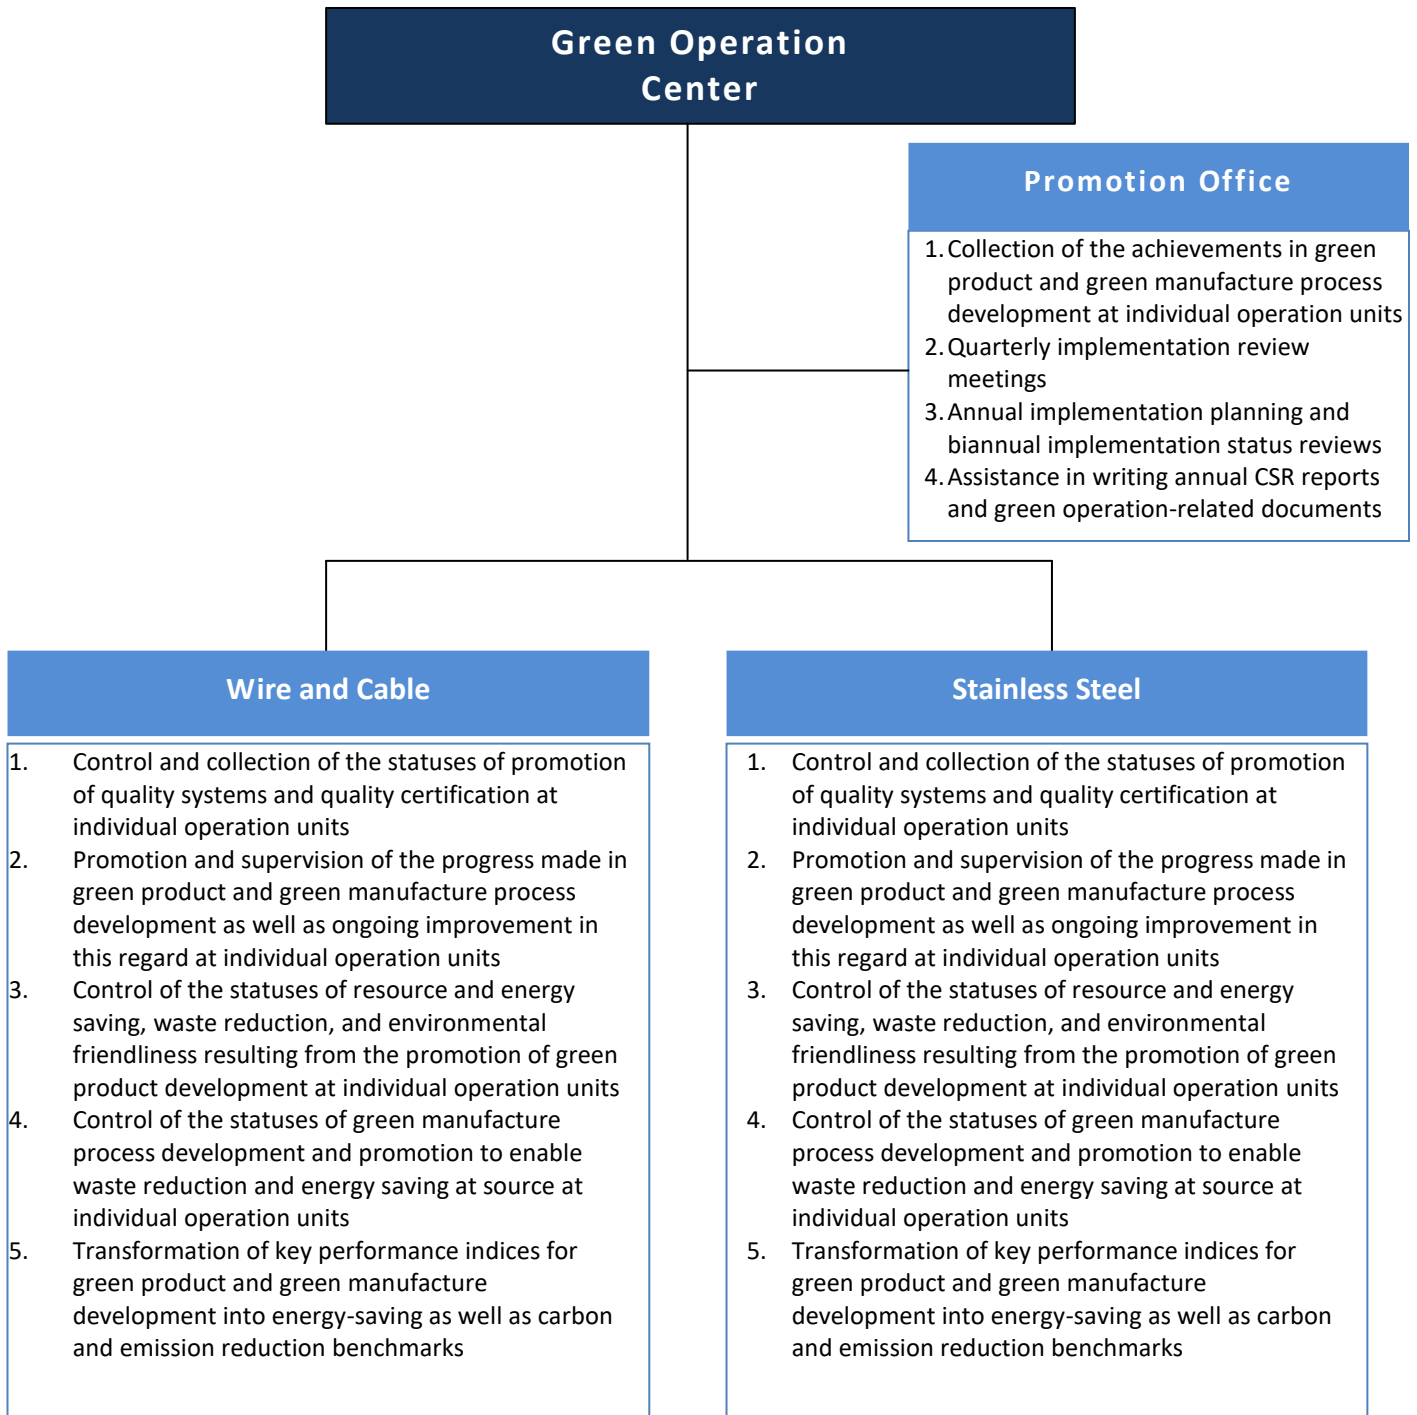 Green Operation
Center
Promotion Office
1. Collection of the achievements in green
product and green manufacture process
development at individual operation units
2. Quarterly implementation review
meetings
3. Annual implementation planning and
biannual implementation status reviews
4. Assistance in writing annual CSR reports
and green operation-related documents
Wire and Cable
1. Control and collection of the statuses of promotion
of quality systems and quality certification at
individual operation units
2. Promotion and supervision of the progress made in
green product and green manufacture process
development as well as ongoing improvement in
this regard at individual operation units
3. Control of the statuses of resource and energy
saving, waste reduction, and environmental
friendliness resulting from the promotion of green
product development at individual operation units
4. Control of the statuses of green manufacture
process development and promotion to enable
waste reduction and energy saving at source at
individual operation units
5. Transformation of key performance indices for
green product and green manufacture
development into energy-saving as well as carbon
and emission reduction benchmarks
Stainless Steel
1. Control and collection of the statuses of promotion
of quality systems and quality certification at
individual operation units
2. Promotion and supervision of the progress made in
green product and green manufacture process
development as well as ongoing improvement in
this regard at individual operation units
3. Control of the statuses of resource and energy
saving, waste reduction, and environmental
friendliness resulting from the promotion of green
product development at individual operation units
4. Control of the statuses of green manufacture
process development and promotion to enable
waste reduction and energy saving at source at
individual operation units
5. Transformation of key performance indices for
green product and green manufacture
development into energy-saving as well as carbon
and emission reduction benchmarks